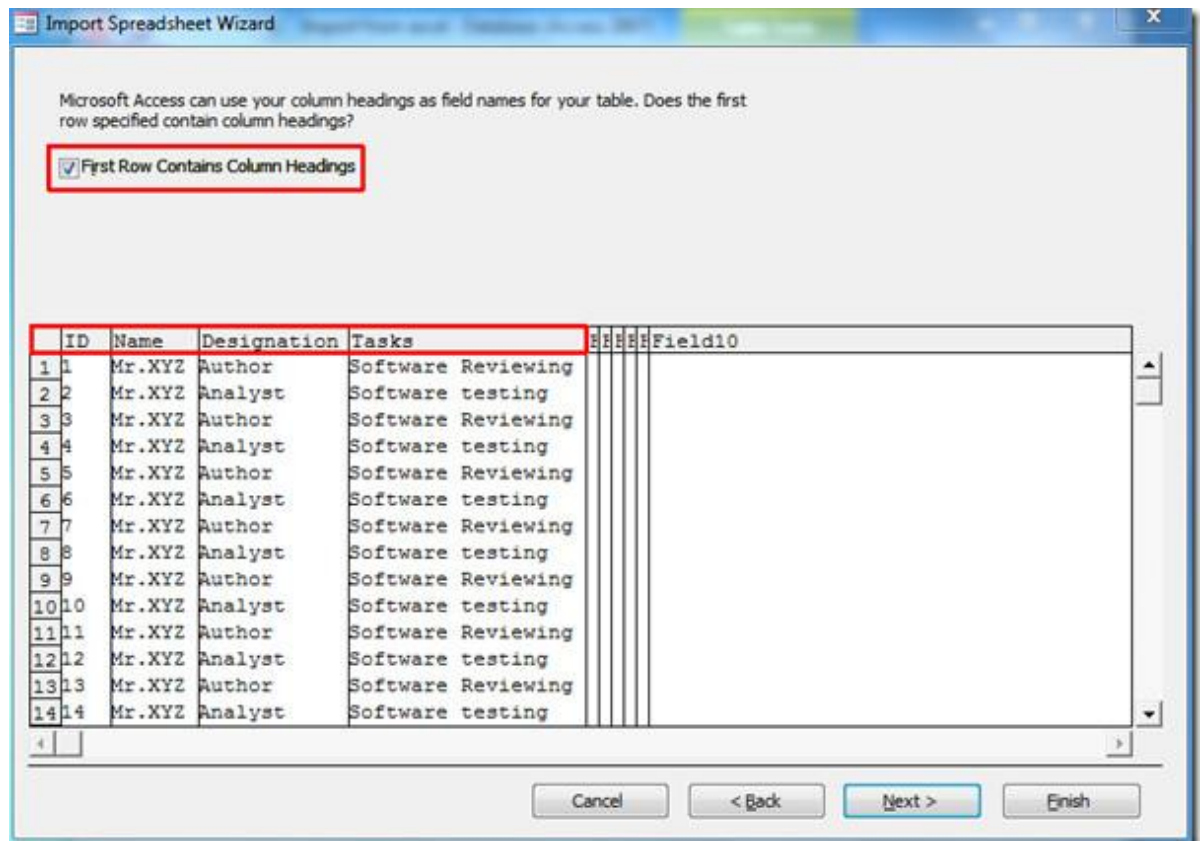 Import Spreadsheet Wizard
Microsoft Access can use your column headings as field names for your table. Does the first
row specified contain column headings?
First Row Contains Column Headings
ID Name Designation Tasks F F F F F Field10
1 1 Mr.XYZ Author Software Reviewing
2 2 Mr.XYZ Analyst Software testing
3 3 Mr.XYZ Author Software Reviewing
4 4 Mr.XYZ Analyst Software testing
5 5 Mr.XYZ Author Software Reviewing
6 6 Mr.XYZ Analyst Software testing
7 7 Mr.XYZ Author Software Reviewing
8 8 Mr.XYZ Analyst Software testing
9 9 Mr.XYZ Author Software Reviewing
10 10 Mr.XYZ Analyst Software testing
11 11 Mr.XYZ Author Software Reviewing
12 12 Mr.XYZ Analyst Software testing
13 13 Mr.XYZ Author Software Reviewing
14 14 Mr.XYZ Analyst Software testing
Cancel < Back Next > Finish